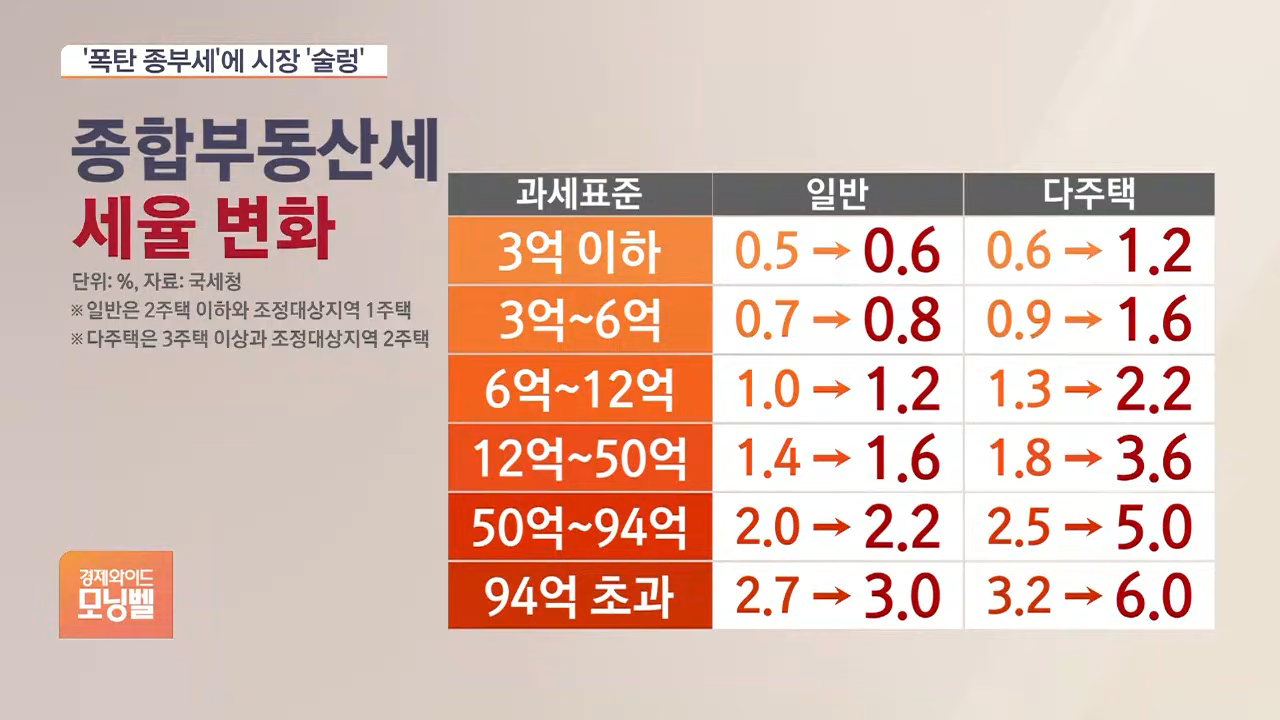 '폭탄 종부세'에 시장 '술렁'
종합부동산세
세율 변화
단위: %, 자료: 국세청
※ 일반은 2주택 이하와 조정대상지역 1주택
※ 다주택은 3주택 이상과 조정대상지역 2주택
과세표준 일반 다주택
3억 이하 0.5 → 0.6 0.6 → 1.2
3억~6억 0.7 → 0.8 0.9 → 1.6
6억~12억 1.0 → 1.2 1.3 → 2.2
12억~50억 1.4 → 1.6 1.8 → 3.6
50억~94억 2.0 → 2.2 2.5 → 5.0
94억 초과 2.7 → 3.0 3.2 → 6.0
경제와이드
모닝벨